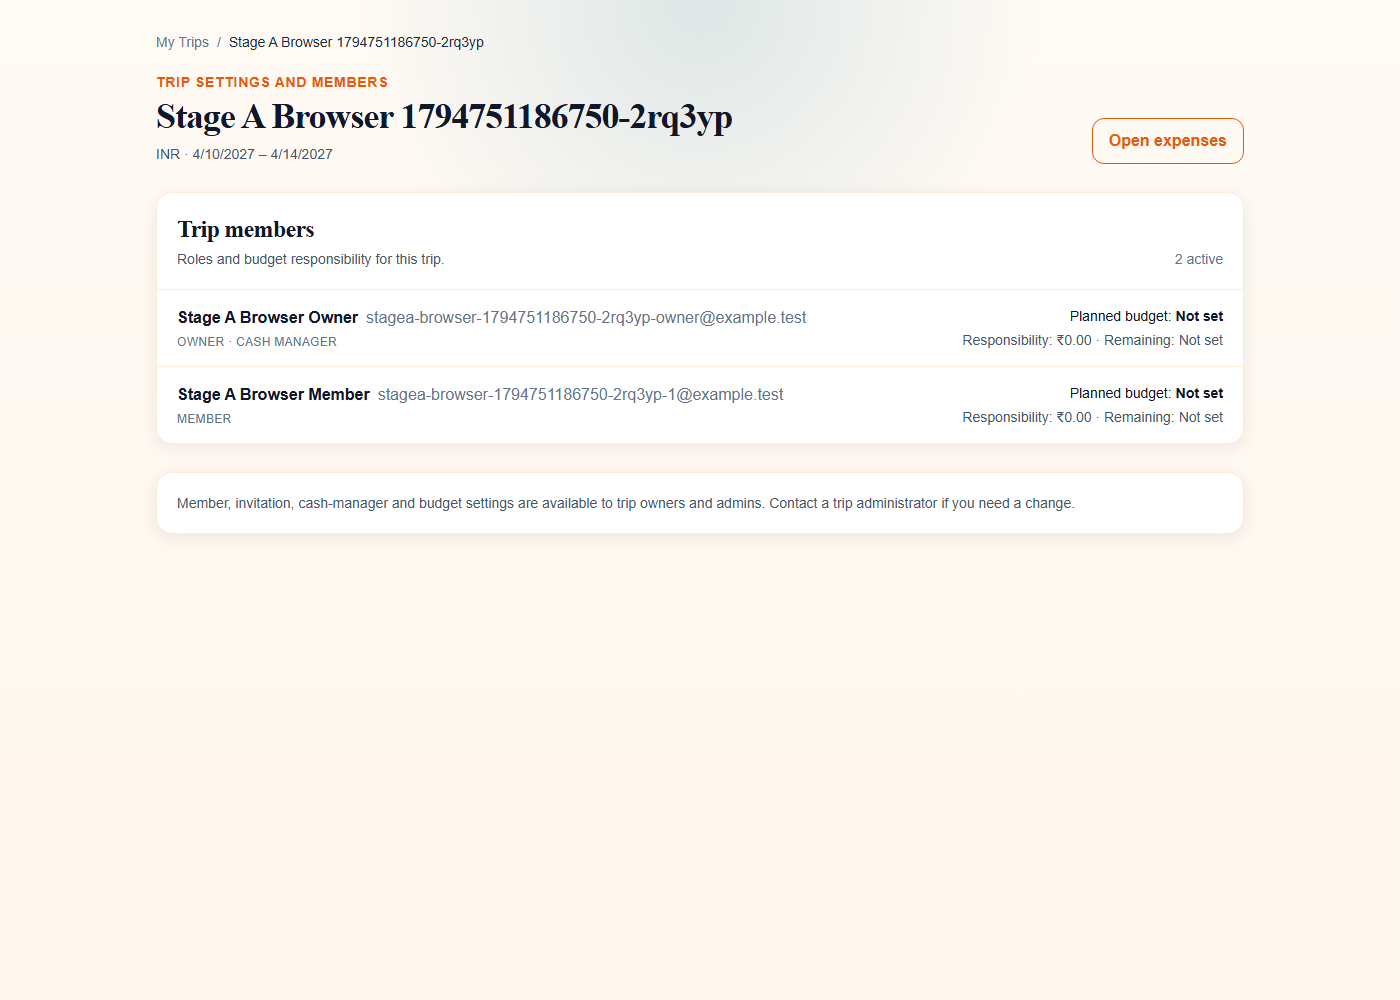 My Trips / Stage A Browser 1794751186750-2rq3yp
TRIP SETTINGS AND MEMBERS
Stage A Browser 1794751186750-2rq3yp
INR · 4/10/2027 – 4/14/2027
Open expenses
Trip members
Roles and budget responsibility for this trip.
2 active
Stage A Browser Owner stagea-browser-1794751186750-2rq3yp-owner@example.test
OWNER · CASH MANAGER
Planned budget: Not set
Responsibility: ₹0.00 · Remaining: Not set
Stage A Browser Member stagea-browser-1794751186750-2rq3yp-1@example.test
MEMBER
Planned budget: Not set
Responsibility: ₹0.00 · Remaining: Not set
Member, invitation, cash-manager and budget settings are available to trip owners and admins. Contact a trip administrator if you need a change.